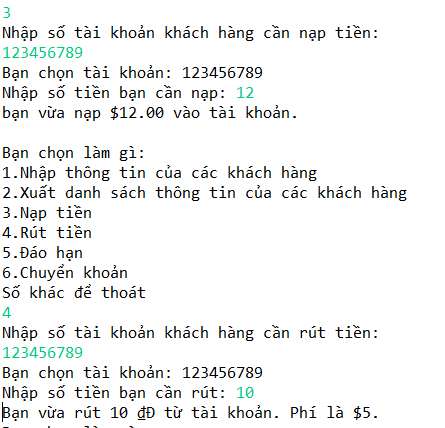 3
Nhập số tài khoản khách hàng cần nạp tiền:
123456789
Bạn chọn tài khoản: 123456789
Nhập số tiền bạn cần nạp: 12
bạn vừa nạp $12.00 vào tài khoản.
Bạn chọn làm gì:
1.Nhập thông tin của các khách hàng
2.Xuất danh sách thông tin của các khách hàng
3.Nạp tiền
4.Rút tiền
5.Đáo hạn
6.Chuyển khoản
Số khác để thoát
4
Nhập số tài khoản khách hàng cần rút tiền:
123456789
Bạn chọn tài khoản: 123456789
Nhập số tiền bạn cần rút: 10
Bạn vừa rút 10 ₫Đ từ tài khoản. Phí là $5.